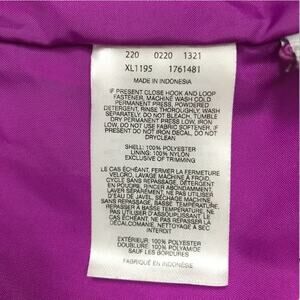 220 0220 1321
XL1195 1761481
MADE IN INDONESIA
IF PRESENT CLOSE HOOK AND LOOP
FASTENER, MACHINE WASH COLD
PERMANENT PRESS, POWDERED
DETERGENT, RINSE THOROUGHLY, WASH
SEPARATELY, DO NOT BLEACH, TUMBLE
DRY PERMANENT PRESS LOW, IRON
LOW, DO NOT USE FABRIC SOFTENER, IF
PRESENT DO NOT IRON DECAL, DO NOT
DRYCLEAN
SHELL: 100% POLYESTER
LINING: 100% NYLON
EXCLUSIVE OF TRIMMING
LE CAS ÉCHÉANT, FERMER LA FERMETURE
VELCRO, LAVAGE MACHINE À FROID,
CYCLE SANS REPASSAGE, DÉTERGENT
EN POUDRE, RINCER ABONDAMMENT,
LAVER SÉPARÉMENT, NE PAS UTILISER
D'EAU DE JAVEL, SÉCHAGE MACHINE
SANS REPASSAGE À BASSE TEMPÉRATURE,
REPASSER À BASSE TEMPÉRATURE, NE
PAS UTILISER D'ASSOUPLISSANT, LE
CAS ÉCHÉANT NE PAS REPASSER LA
DÉCALCOMANIE, NETTOYAGE À SEC
INTERDIT
EXTÉRIEUR: 100% POLYESTER
DOUBLURE: 100% POLYAMIDE
SAUF LES BORDURES
FABRIQUÉ EN INDONÉSIE